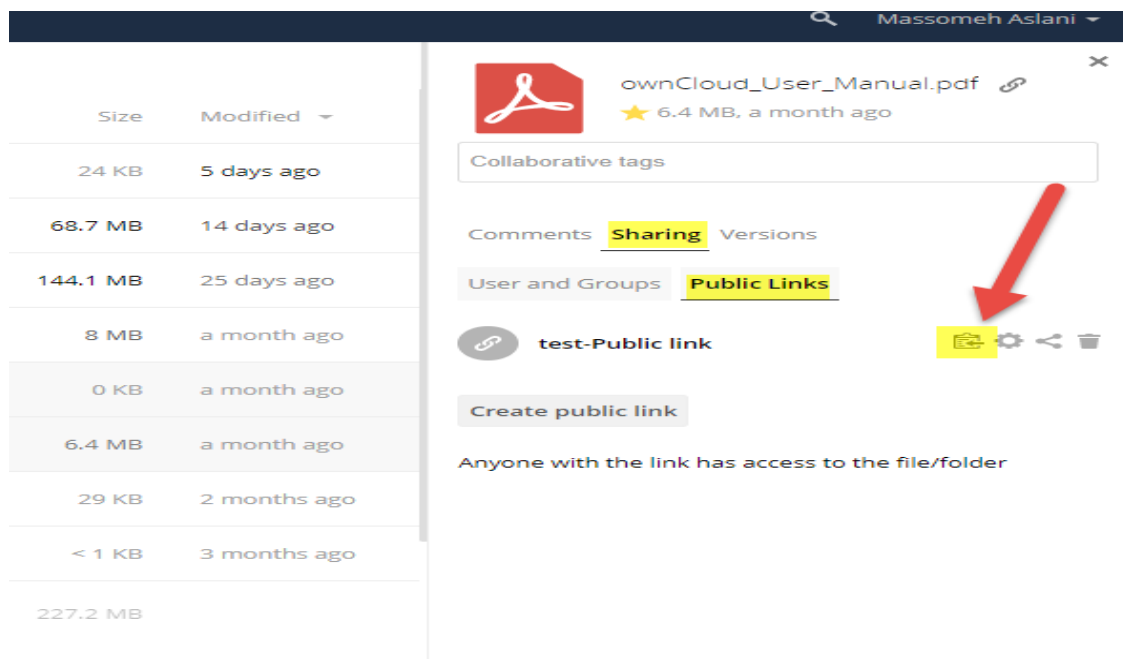 Massomeh Aslani
ownCloud_User_Manual.pdf
6.4 MB, a month ago
Collaborative tags
Comments Sharing Versions
User and Groups Public Links
test-Public link
Create public link
Anyone with the link has access to the file/folder
Size Modified
24 KB 5 days ago
68.7 MB 14 days ago
144.1 MB 25 days ago
8 MB a month ago
0 KB a month ago
6.4 MB a month ago
29 KB 2 months ago
< 1 KB 3 months ago
227.2 MB